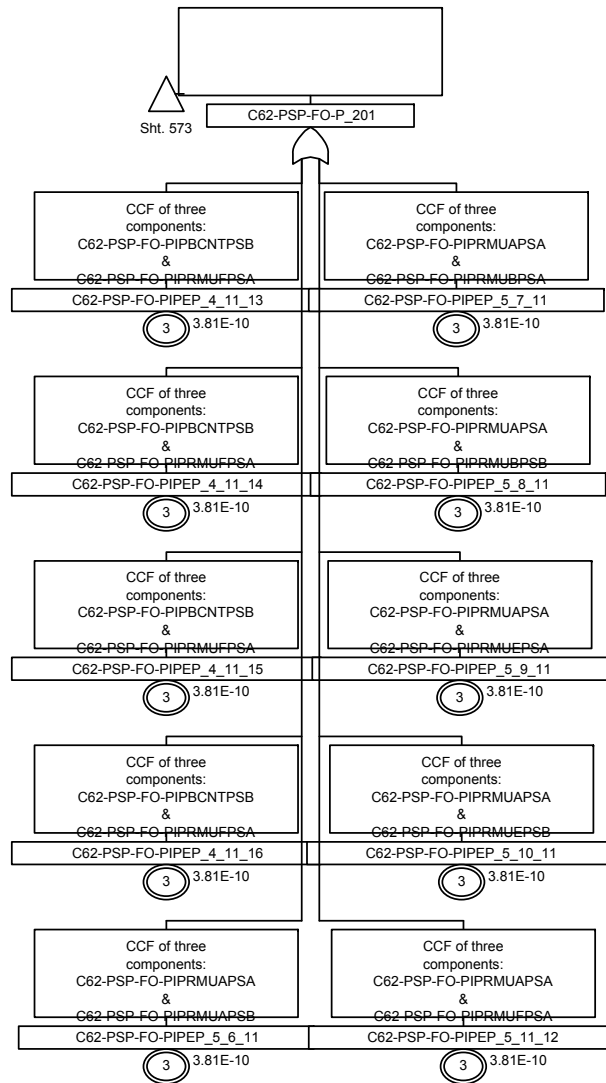 C62-PSP-FO-P_201
Sht. 573
CCF of three
components:
C62-PSP-FO-PIPBCNTPSB
&
C62-PSP-FO-PIPRMUFPSA
C62-PSP-FO-PIPEP_4_11_13
3
3.81E-10
CCF of three
components:
C62-PSP-FO-PIPRMUAPSA
&
C62-PSP-FO-PIPRMUBPSA
C62-PSP-FO-PIPEP_5_7_11
3
3.81E-10
CCF of three
components:
C62-PSP-FO-PIPBCNTPSB
&
C62-PSP-FO-PIPRMUFPSA
C62-PSP-FO-PIPEP_4_11_14
3
3.81E-10
CCF of three
components:
C62-PSP-FO-PIPRMUAPSA
&
C62-PSP-FO-PIPRMUBPSB
C62-PSP-FO-PIPEP_5_8_11
3
3.81E-10
CCF of three
components:
C62-PSP-FO-PIPBCNTPSB
&
C62-PSP-FO-PIPRMUFPSA
C62-PSP-FO-PIPEP_4_11_15
3
3.81E-10
CCF of three
components:
C62-PSP-FO-PIPRMUAPSA
&
C62-PSP-FO-PIPRMUEPSA
C62-PSP-FO-PIPEP_5_9_11
3
3.81E-10
CCF of three
components:
C62-PSP-FO-PIPBCNTPSB
&
C62-PSP-FO-PIPRMUFPSA
C62-PSP-FO-PIPEP_4_11_16
3
3.81E-10
CCF of three
components:
C62-PSP-FO-PIPRMUAPSA
&
C62-PSP-FO-PIPRMUEPSB
C62-PSP-FO-PIPEP_5_10_11
3
3.81E-10
CCF of three
components:
C62-PSP-FO-PIPRMUAPSA
&
C62-PSP-FO-PIPRMUAPSB
C62-PSP-FO-PIPEP_5_6_11
3
3.81E-10
CCF of three
components:
C62-PSP-FO-PIPRMUAPSA
&
C62-PSP-FO-PIPRMUFPSA
C62-PSP-FO-PIPEP_5_11_12
3
3.81E-10